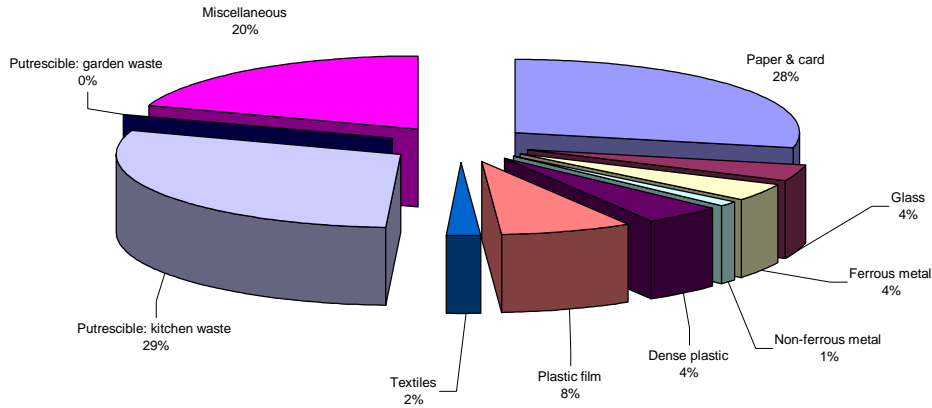 Miscellaneous
20%
Putrescible: garden waste
0%
Paper & card
28%
Glass
4%
Ferrous metal
4%
Non-ferrous metal
1%
Dense plastic
4%
Plastic film
8%
Textiles
2%
Putrescible: kitchen waste
29%